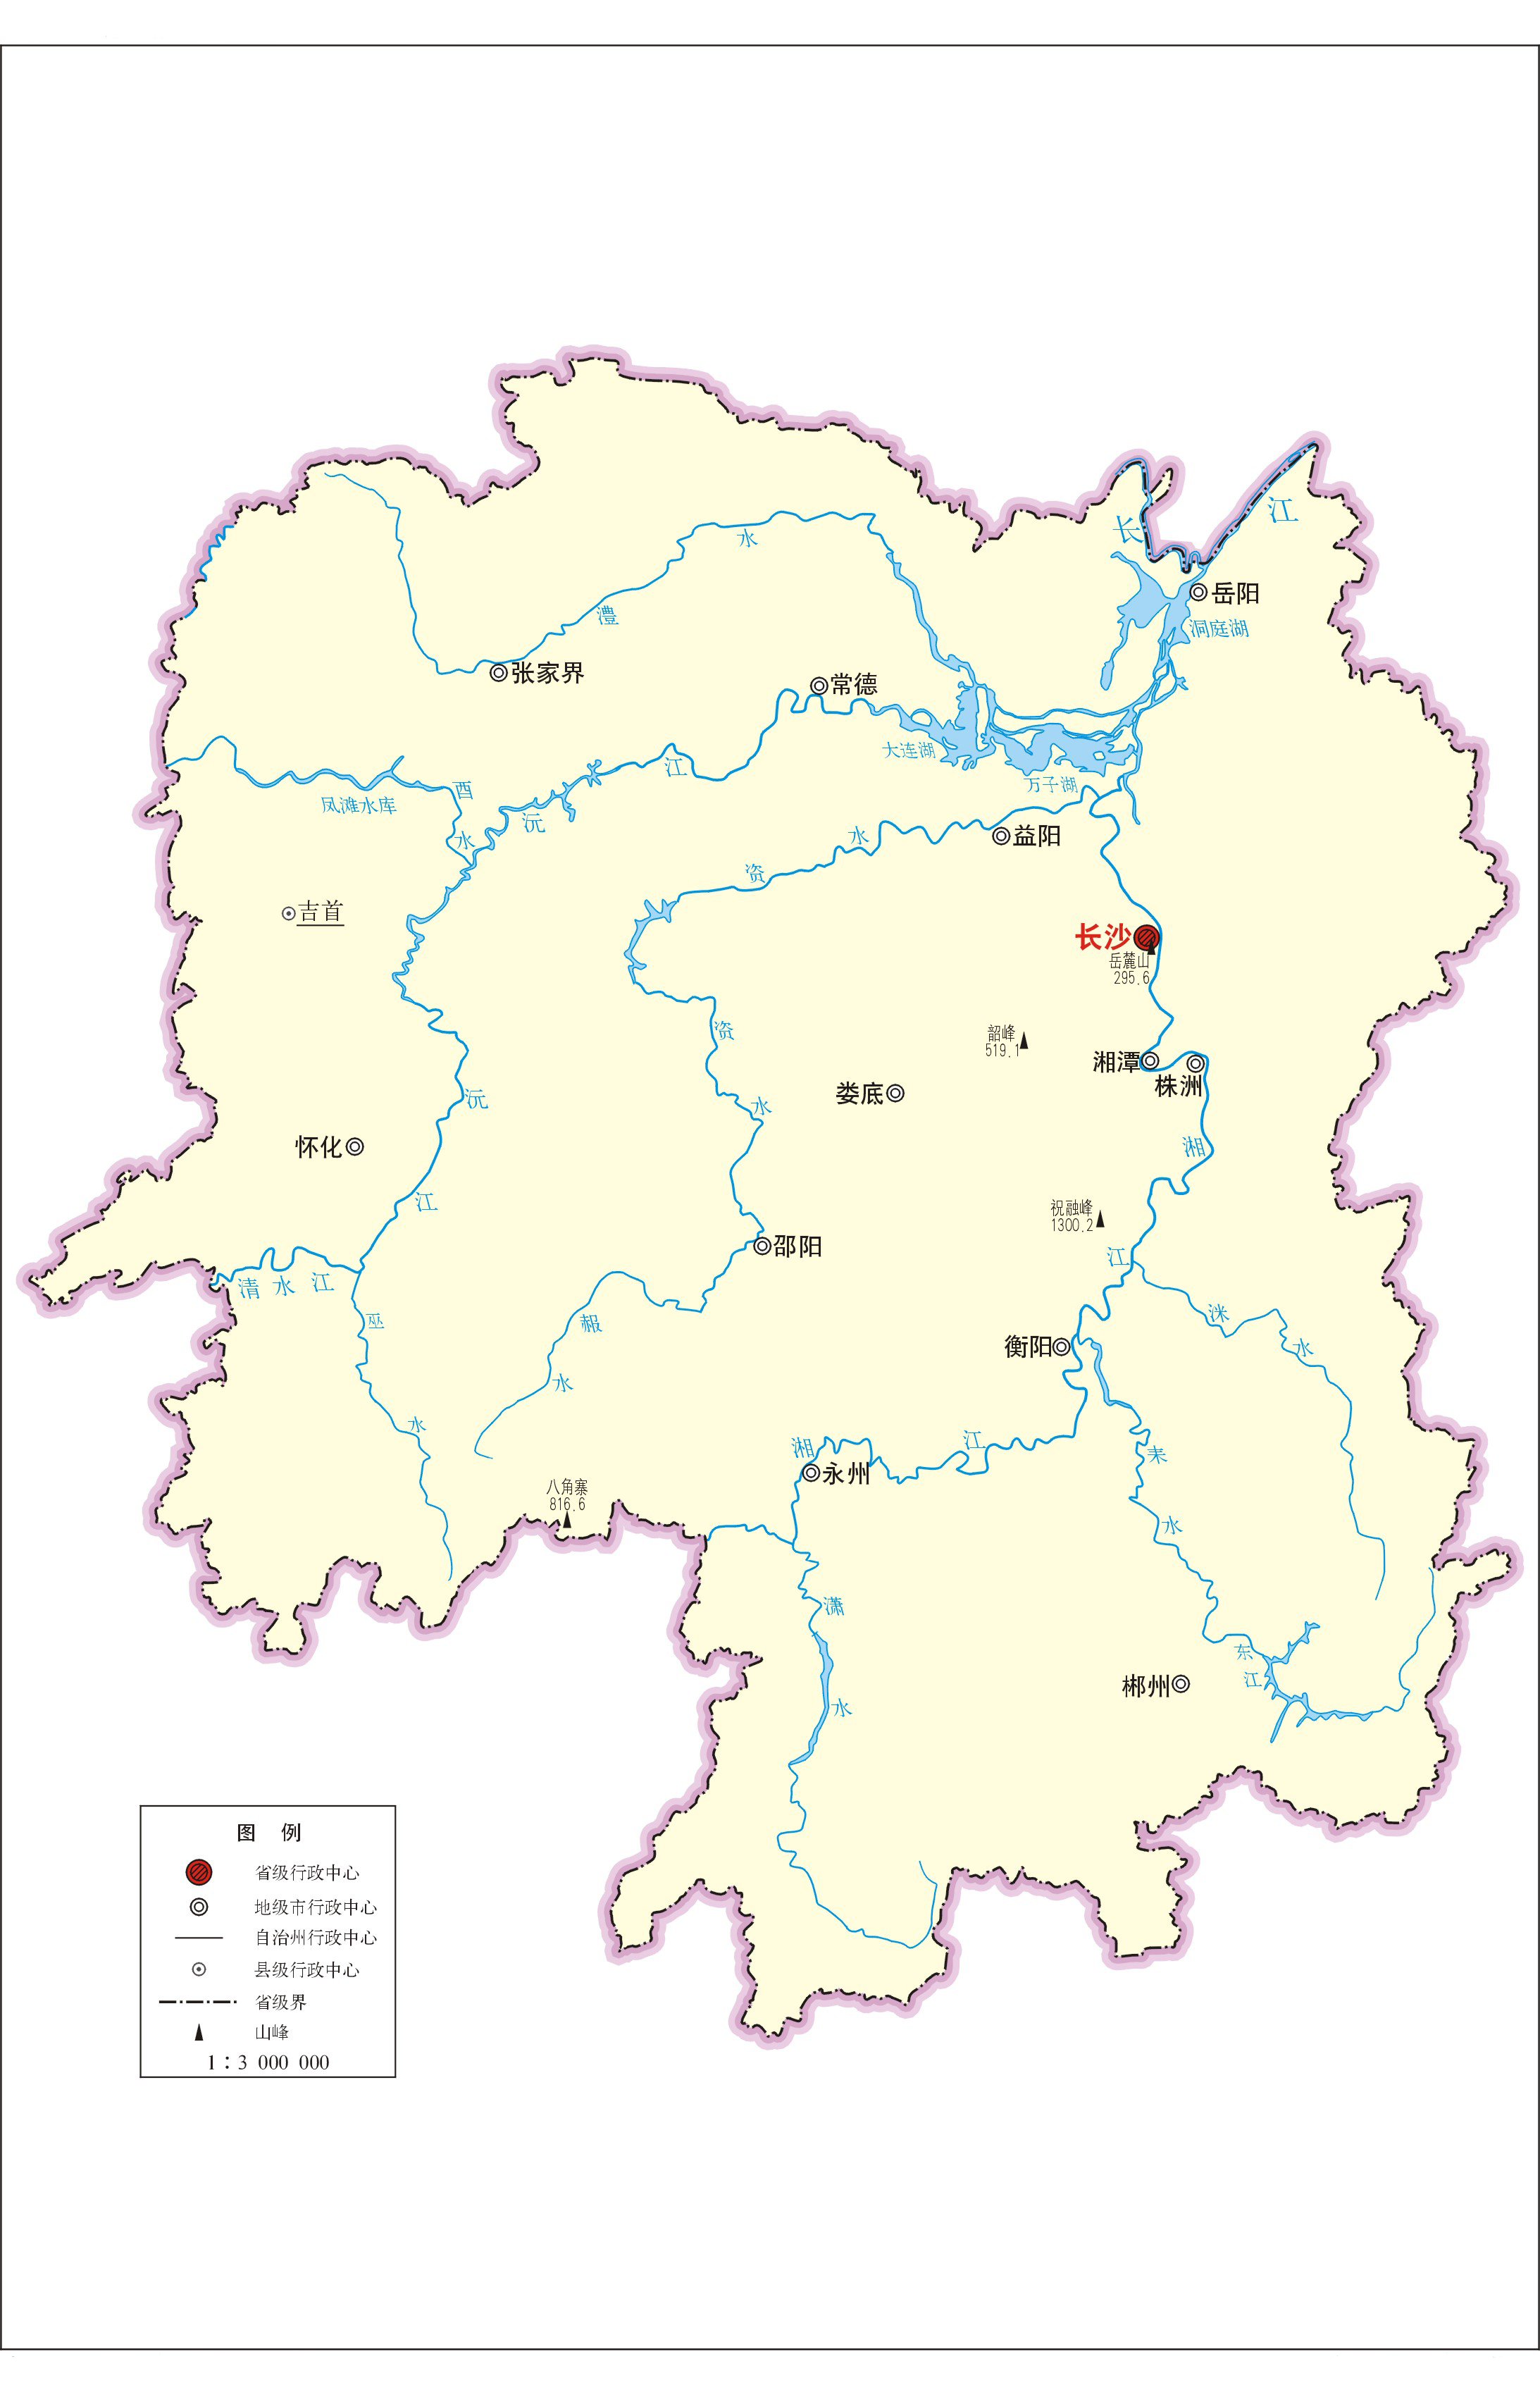 长
江
岳阳
水
洞庭湖
澧
张家界
常德
大连湖
江
万子湖
酉
凤滩水库
沅
水
水
益阳
资
吉首
长沙
岳麓山
295.6
资
韶峰
519.1
湘潭
株洲
娄底
沅
水
怀化
湘
江
祝融峰
1300.2
邵阳
江
清水江
巫
赧
洣
水
衡阳
水
水
江
湘
耒
永州
八角寨
816.6
水
潇
东
江
郴州
水
图 例
省级行政中心
地级市行政中心
自治州行政中心
县级行政中心
省级界
山峰
1：3 000 000